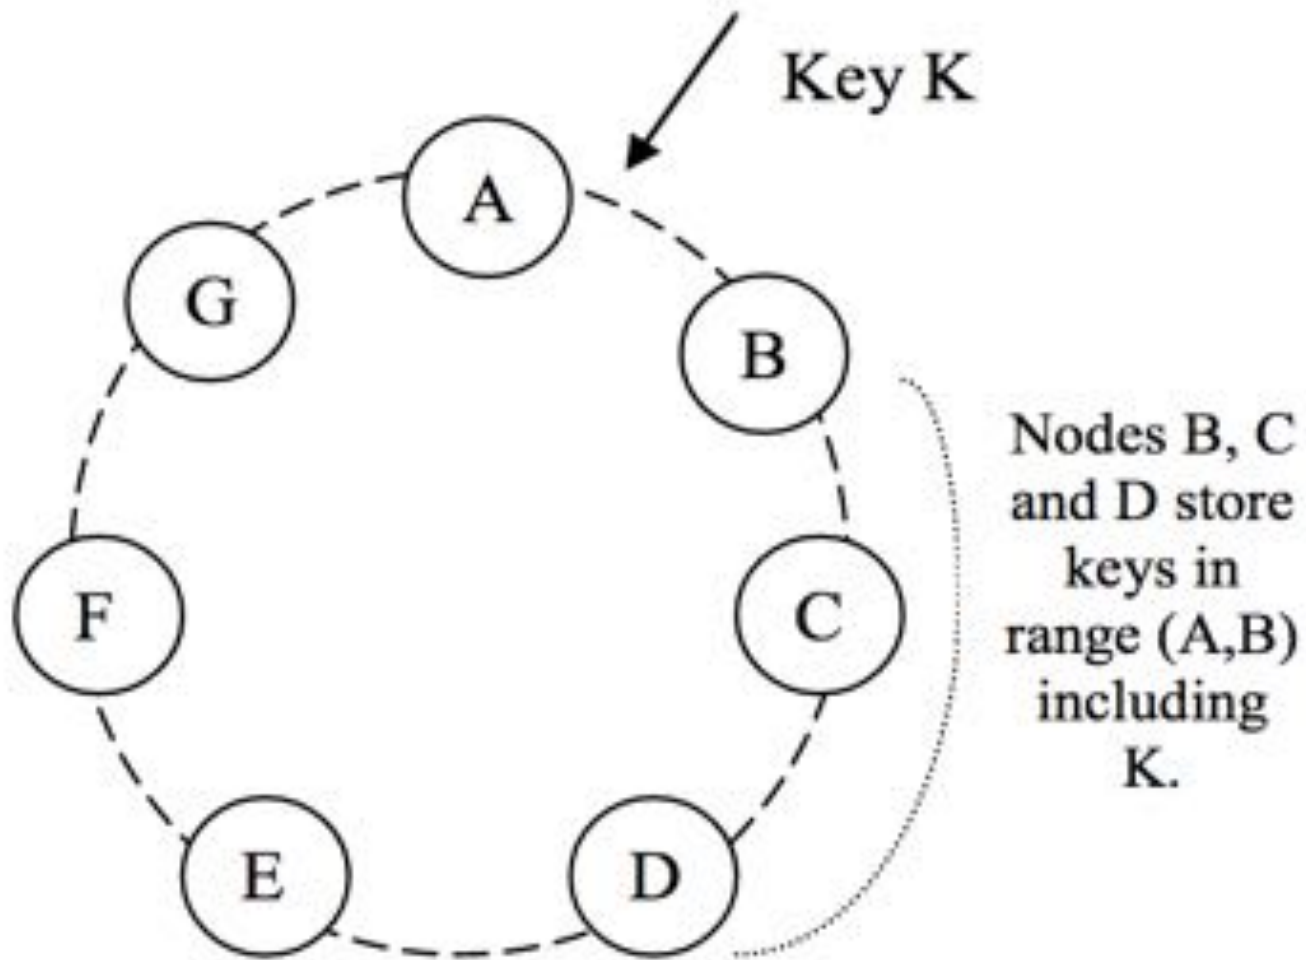 Key K
A
G
B
Nodes B, C
and D store
keys in
range (A,B)
including
K.
F
C
E
D